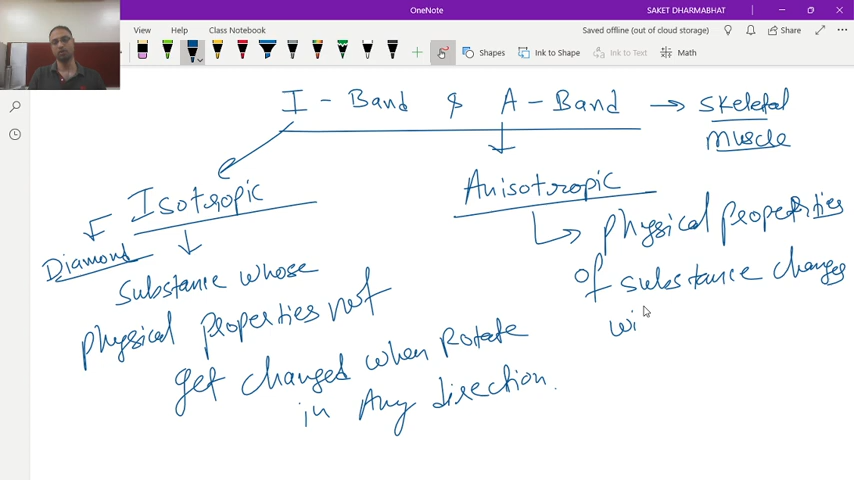 OneNote
SAKET DHARMABHAT
View Help Class Notebook
Saved offline (out of cloud storage)
Share
Shapes
Ink to Shape
Ink to Text
Math
I - Band & A - Band → Skeletal
muscle
Isotropic
Anisotropic
Diamond
Substance whose
physical properties not
get changed when Rotate
in Any direction.
physical properties
of substance changes
wi